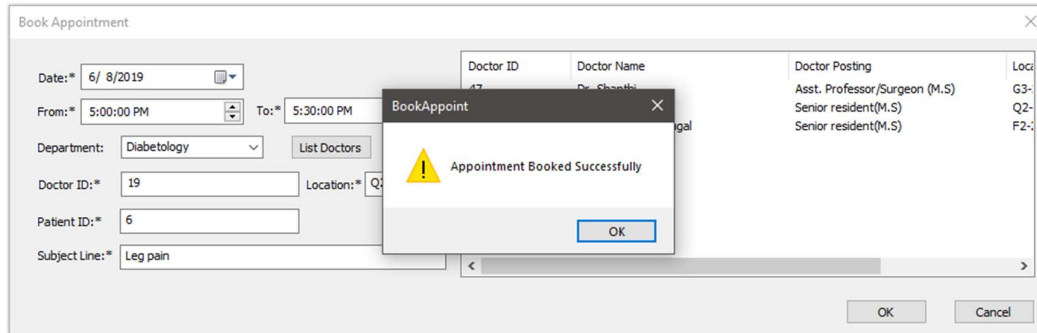 Book Appointment
Date:* 6/ 8/2019
From:* 5:00:00 PM To:* 5:30:00 PM
Department: Diabetology List Doctors
Doctor ID:* 19 Location:*
Patient ID:* 6
Subject Line:* Leg pain
Doctor ID Doctor Name Doctor Posting
47 Dr. Shanthi Asst. Professor/Surgeon (M.S) G3-
Senior resident(M.S) Q2-
Senior resident(M.S)
BookAppoint
Appointment Booked Successfully
OK
OK Cancel